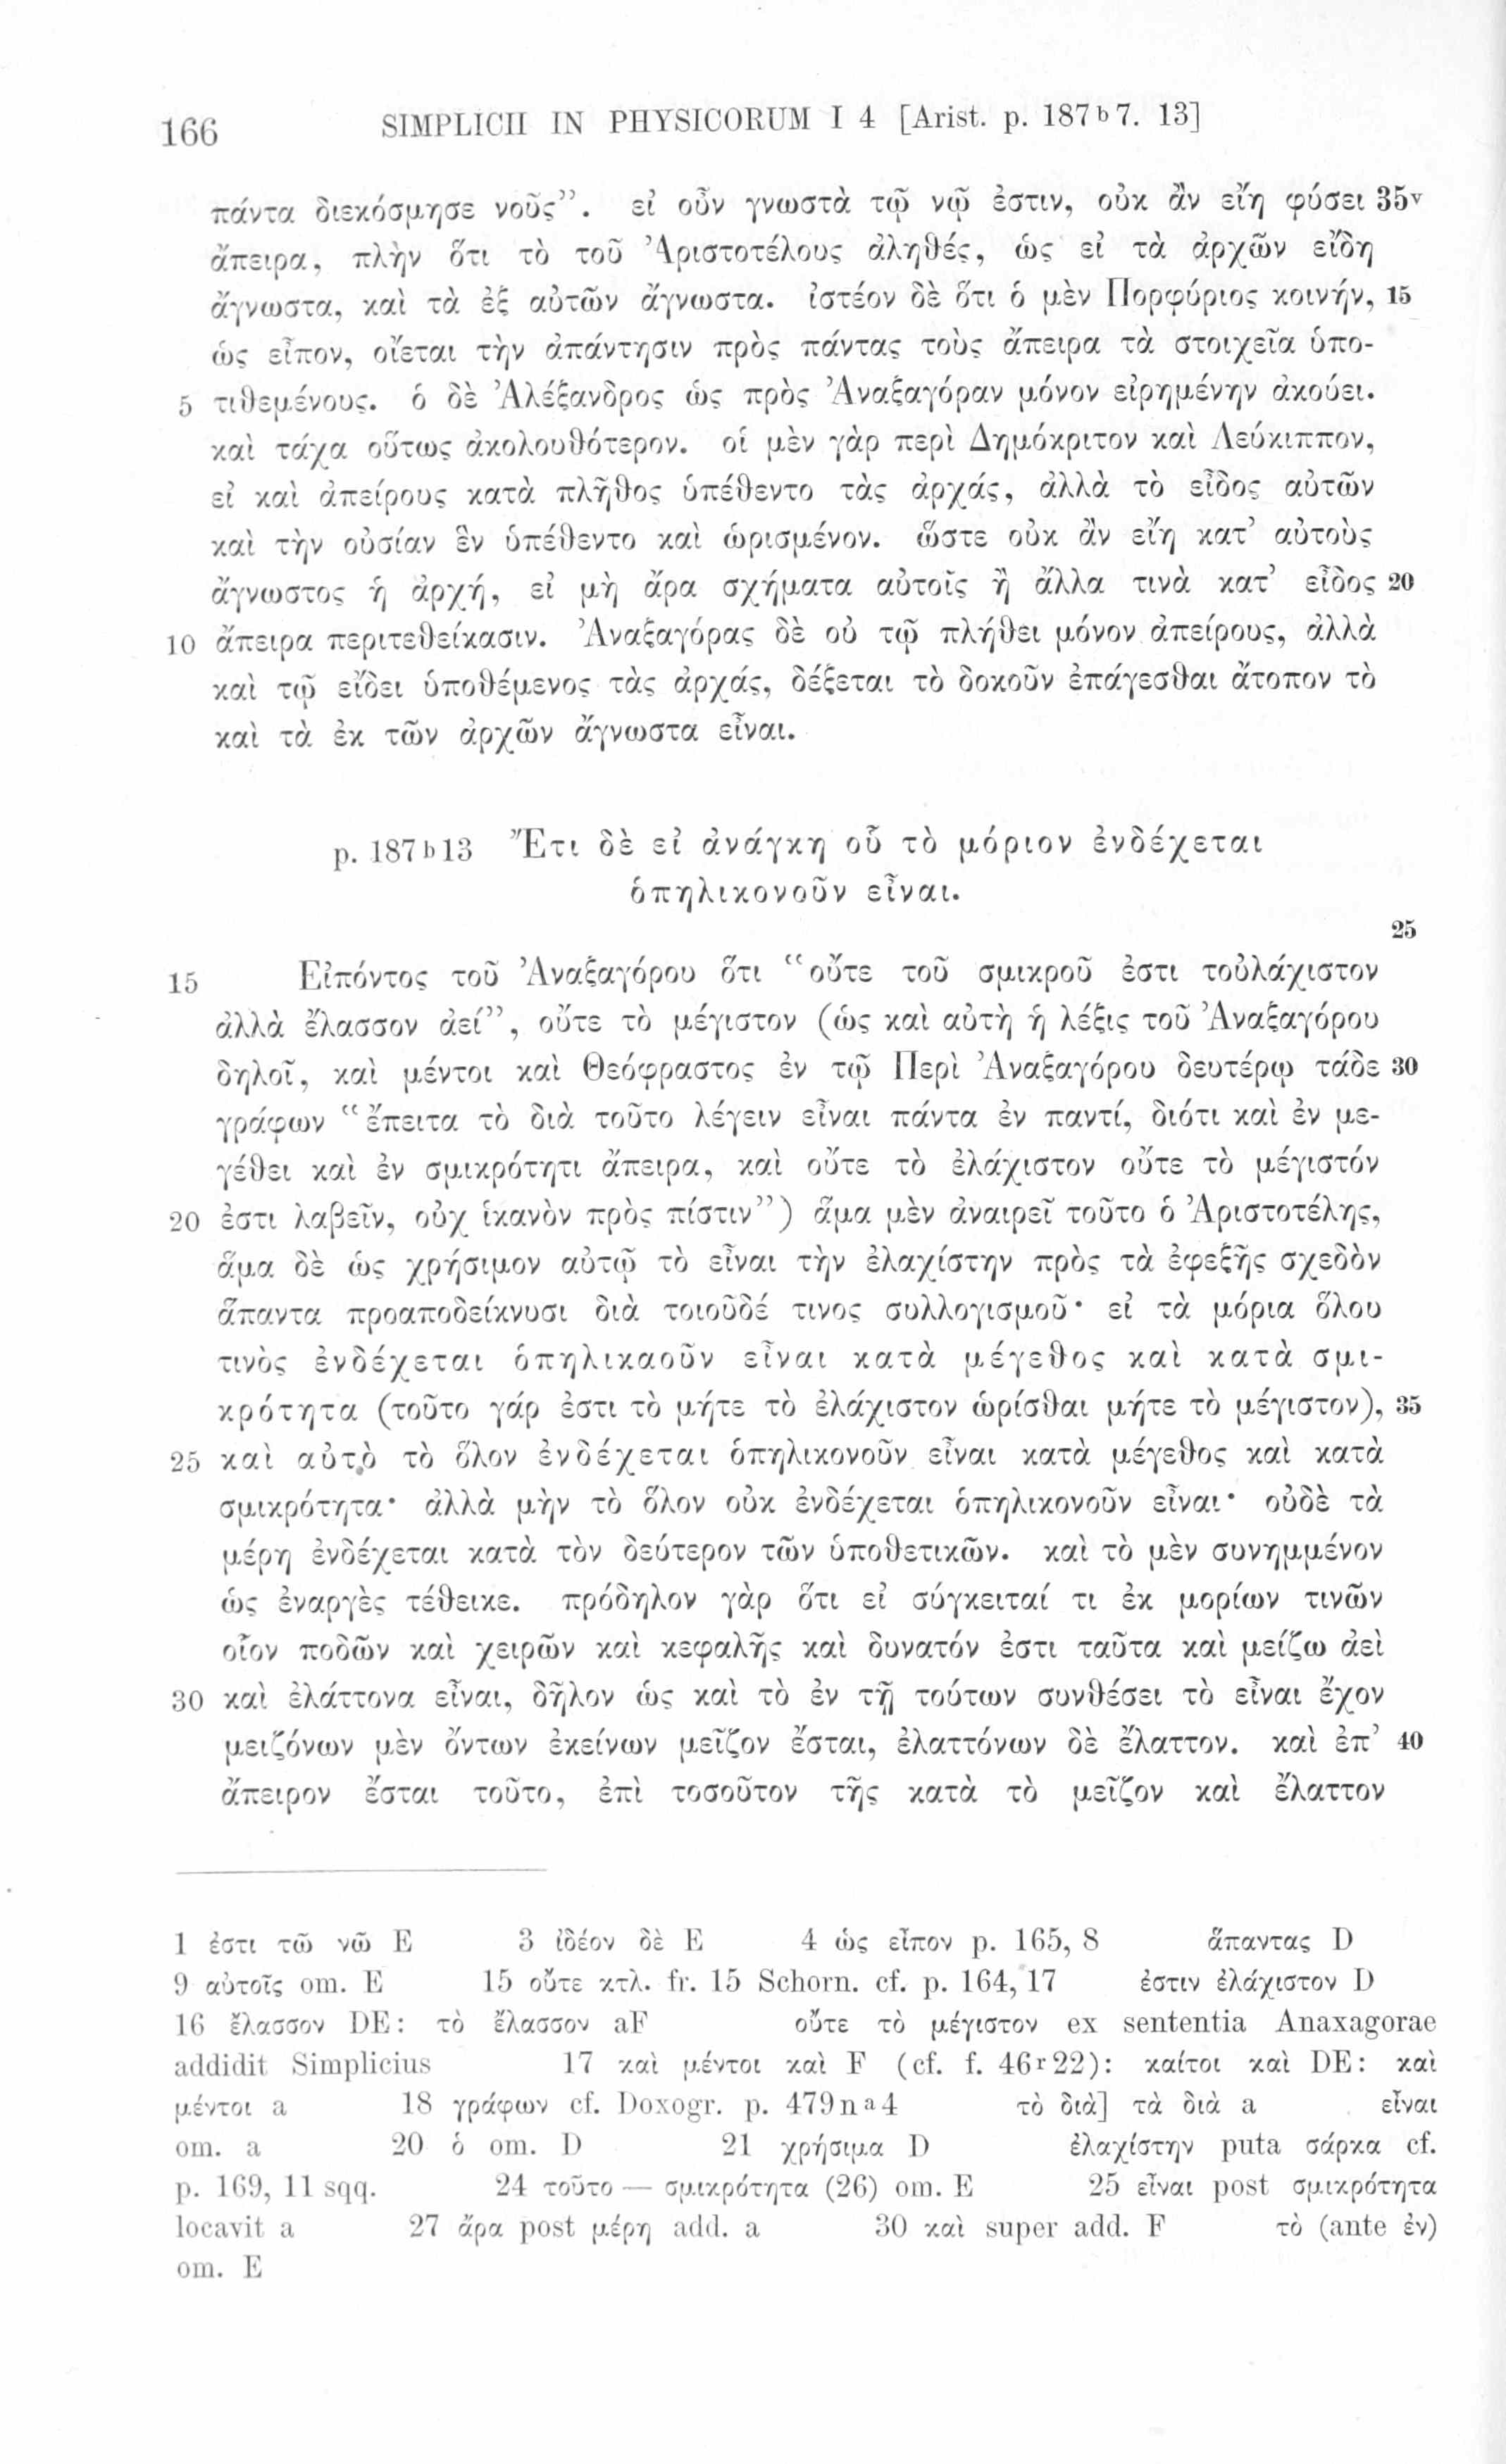 166 SIMPLICII IN PHYSICORUM I 4 [Arist. p. 187 b 7. 13]
πάντα διεκόσμησε νοῦς”. εἰ οὖν γνωστὰ τῷ νῷ ἐστιν, οὐκ ἂν εἴη φύσει 35v
ἄπειρα, πλὴν ὅτι τὸ τοῦ Ἀριστοτέλους ἀληθές, ὡς εἰ τὰ ἀρχῶν εἴδη
ἄγνωστα, καὶ τὰ ἐξ αὐτῶν ἄγνωστα. ἰστέον δὲ ὅτι ὁ μὲν Πορφύριος κοινήν, 15
ὡς εἶπον, οἴεται τὴν ἀπάντησιν πρὸς πάντας τοὺς ἄπειρα τὰ στοιχεῖα ὑπο-
5 τιθεμένους. ὁ δὲ Ἀλέξανδρος ὡς πρὸς Ἀναξαγόραν μόνον εἰρημένην ἀκούει.
καὶ τάχα οὕτως ἀκολουθότερον. οἱ μὲν γὰρ περὶ Δημόκριτον καὶ Λεύκιππον,
εἰ καὶ ἀπείρους κατὰ πλῆθος ὑπέθεντο τὰς ἀρχάς, ἀλλὰ τὸ εἶδος αὐτῶν
καὶ τὴν οὐσίαν ἓν ὑπέθεντο καὶ ὡρισμένον. ὥστε οὐκ ἂν εἴη κατ’ αὐτοὺς
ἄγνωστος ἡ ἀρχή, εἰ μὴ ἄρα σχήματα αὐτοῖς ἢ ἄλλα τινὰ κατ’ εἶδος 20
10 ἄπειρα περιτεθείκασιν. Ἀναξαγόρας δὲ οὐ τῷ πλήθει μόνον ἀπείρους, ἀλλὰ
καὶ τῷ εἴδει ὑποθέμενος τὰς ἀρχάς, δέξεται τὸ δοκοῦν ἐπάγεσθαι ἄτοπον τὸ
καὶ τὰ ἐκ τῶν ἀρχῶν ἄγνωστα εἶναι.
p. 187 b 13 Ἔτι δὲ εἰ ἀνάγκη οὗ τὸ μόριον ἐνδέχεται
ὁπηλικονοῦν εἶναι.
25
15 Εἰπόντος τοῦ Ἀναξαγόρου ὅτι “οὔτε τοῦ σμικροῦ ἐστι τοὐλάχιστον
ἀλλὰ ἔλασσον ἀεί”, οὔτε τὸ μέγιστον (ὡς καὶ αὐτὴ ἡ λέξις τοῦ Ἀναξαγόρου
δηλοῖ, καὶ μέντοι καὶ Θεόφραστος ἐν τῷ Περὶ Ἀναξαγόρου δευτέρῳ τάδε 30
γράφων “ἔπειτα τὸ διὰ τοῦτο λέγειν εἶναι πάντα ἐν παντί, διότι καὶ ἐν με-
γέθει καὶ ἐν σμικρότητι ἄπειρα, καὶ οὔτε τὸ ἐλάχιστον οὔτε τὸ μέγιστόν
20 ἐστι λαβεῖν, οὐχ ἱκανὸν πρὸς πίστιν”) ἅμα μὲν ἀναιρεῖ τοῦτο ὁ Ἀριστοτέλης,
ἅμα δὲ ὡς χρήσιμον αὐτῷ τὸ εἶναι τὴν ἐλαχίστην πρὸς τὰ ἐφεξῆς σχεδὸν
ἅπαντα προαποδείκνυσι διὰ τοιοῦδέ τινος συλλογισμοῦ· εἰ τὰ μόρια ὅλου
τινὸς ἐνδέχεται ὁπηλικαοῦν εἶναι κατὰ μέγεθος καὶ κατὰ σμι-
κρότητα (τοῦτο γάρ ἐστι τὸ μήτε τὸ ἐλάχιστον ὡρίσθαι μήτε τὸ μέγιστον), 35
25 καὶ αὐτὸ τὸ ὅλον ἐνδέχεται ὁπηλικονοῦν εἶναι κατὰ μέγεθος καὶ κατὰ
σμικρότητα· ἀλλὰ μὴν τὸ ὅλον οὐκ ἐνδέχεται ὁπηλικονοῦν εἶναι· οὐδὲ τὰ
μέρη ἐνδέχεται κατὰ τὸν δεύτερον τῶν ὑποθετικῶν. καὶ τὸ μὲν συνημμένον
ὡς ἐναργὲς τέθεικε. πρόδηλον γὰρ ὅτι εἰ σύγκειταί τι ἐκ μορίων τινῶν
οἷον ποδῶν καὶ χειρῶν καὶ κεφαλῆς καὶ δυνατόν ἐστι ταῦτα καὶ μείζω ἀεὶ
30 καὶ ἐλάττονα εἶναι, δῆλον ὡς καὶ τὸ ἐν τῇ τούτων συνθέσει τὸ εἶναι ἔχον
μειζόνων μὲν ὄντων ἐκείνων μεῖζον ἔσται, ἐλαττόνων δὲ ἔλαττον. καὶ ἐπ’ 40
ἄπειρον ἔσται τοῦτο, ἐπὶ τοσοῦτον τῆς κατὰ τὸ μεῖζον καὶ ἔλαττον
1 ἐστι τῶ νῶ E 3 ἰδέον δὲ E 4 ὡς εἶπον p. 165, 8 ἅπαντας D
9 αὐτοῖς om. E 15 οὔτε κτλ. fr. 15 Schorn. cf. p. 164, 17 ἐστιν ἐλάχιστον D
16 ἔλασσον DE: τὸ ἔλασσον aF οὔτε τὸ μέγιστον ex sententia Anaxagorae
addidit Simplicius 17 καὶ μέντοι καὶ F (cf. f. 46r 22): καίτοι καὶ DE: καὶ
μέντοι a 18 γράφων cf. Doxogr. p. 479 n a 4 τὸ διὰ] τὰ διὰ a εἶναι
om. a 20 ὁ om. D 21 χρήσιμα D ἐλαχίστην puta σάρκα cf.
p. 169, 11 sqq. 24 τοῦτο — σμικρότητα (26) om. E 25 εἶναι post σμικρότητα
locavit a 27 ἄρα post μέρη add. a 30 καὶ super add. F τὸ (ante ἐν)
om. E